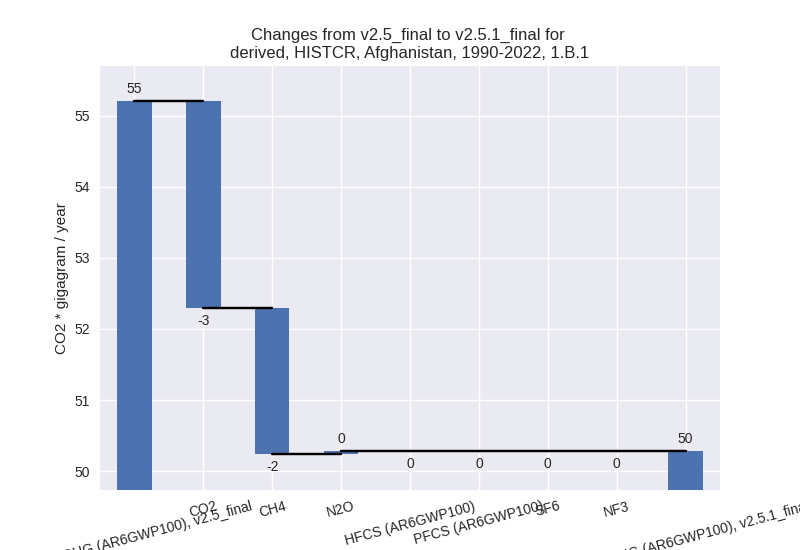 Changes from v2.5_final to v2.5.1_final for
derived, HISTCR, Afghanistan, 1990-2022, 1.B.1
CO2 * gigagram / year
55
54
53
52
51
50
55
-3
-2
0
0
0
0
0
50
(AR6GWP100), v2.5_final
CO2
CH4
N2O
HFCS (AR6GWP100)
PFCS (AR6GWP100)
SF6
NF3
(AR6GWP100), v2.5.1_fina